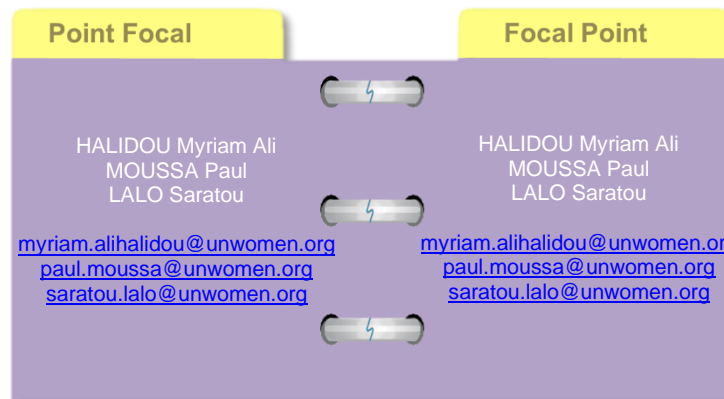 Point Focal
HALIDOU Myriam Ali
MOUSSA Paul
LALO Saratou
myriam.alihalidou@unwomen.org
paul.moussa@unwomen.org
saratou.lalo@unwomen.org
Focal Point
HALIDOU Myriam Ali
MOUSSA Paul
LALO Saratou
myriam.alihalidou@unwomen.or
paul.moussa@unwomen.org
saratou.lalo@unwomen.org